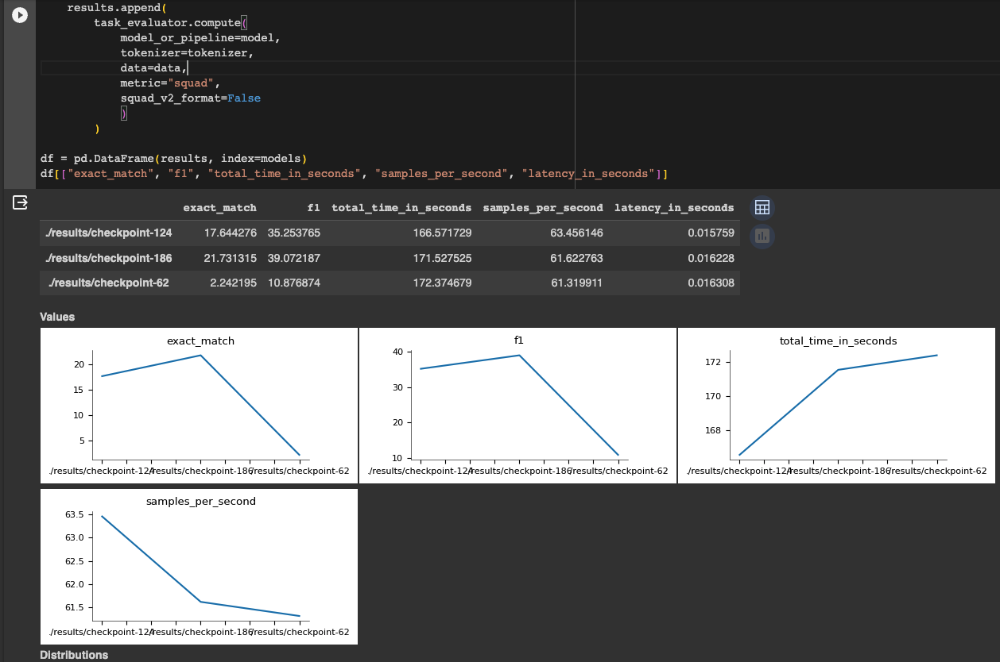 results.append(
task_evaluator.compute(
model_or_pipeline=model,
tokenizer=tokenizer,
data=data,
metric="squad",
squad_v2_format=False
)
)
df = pd.DataFrame(results, index=models)
df[["exact_match", "f1", "total_time_in_seconds", "samples_per_second", "latency_in_seconds"]]
exact_match f1 total_time_in_seconds samples_per_second latency_in_seconds
./results/checkpoint-124 17.644276 35.253765 166.571729 63.456146 0.015759
./results/checkpoint-186 21.731315 39.072187 171.527525 61.622763 0.016228
./results/checkpoint-62 2.242195 10.876874 172.374679 61.319911 0.016308
Values
exact_match
20
15
10
5
./results/checkpoint-124 ./results/checkpoint-186 ./results/checkpoint-62
f1
40
30
20
10
./results/checkpoint-124 ./results/checkpoint-186 ./results/checkpoint-62
total_time_in_seconds
172
170
168
./results/checkpoint-124 ./results/checkpoint-186 ./results/checkpoint-62
samples_per_second
63.5
63.0
62.5
62.0
61.5
./results/checkpoint-124 ./results/checkpoint-186 ./results/checkpoint-62
Distributions